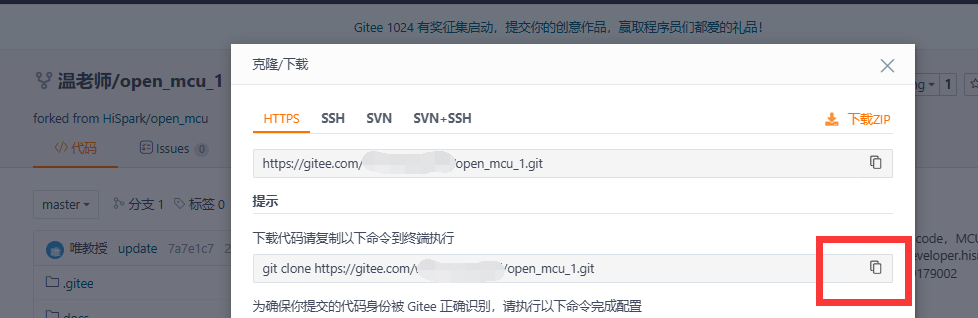 Gitee 1024 有奖征集启动，提交你的创意作品，赢取程序员们都爱的礼品！
克隆/下载
温老师/open_mcu_1
ng 1
forked from HiSpark/open_mcu
HTTPS SSH SVN SVN+SSH 下载ZIP
代码 Issues 0
https://gitee.com/ /open_mcu_1.git
master 分支 1 标签 0
提示
唯教授 update 7a7e1c7 2
下载代码请复制以下命令到终端执行
code，MCU
eveloper.hisi
git clone https://gitee.com/ /open_mcu_1.git
0179002
.gitee
为确保你提交的代码身份被 Gitee 正确识别，请执行以下命令完成配置
docs